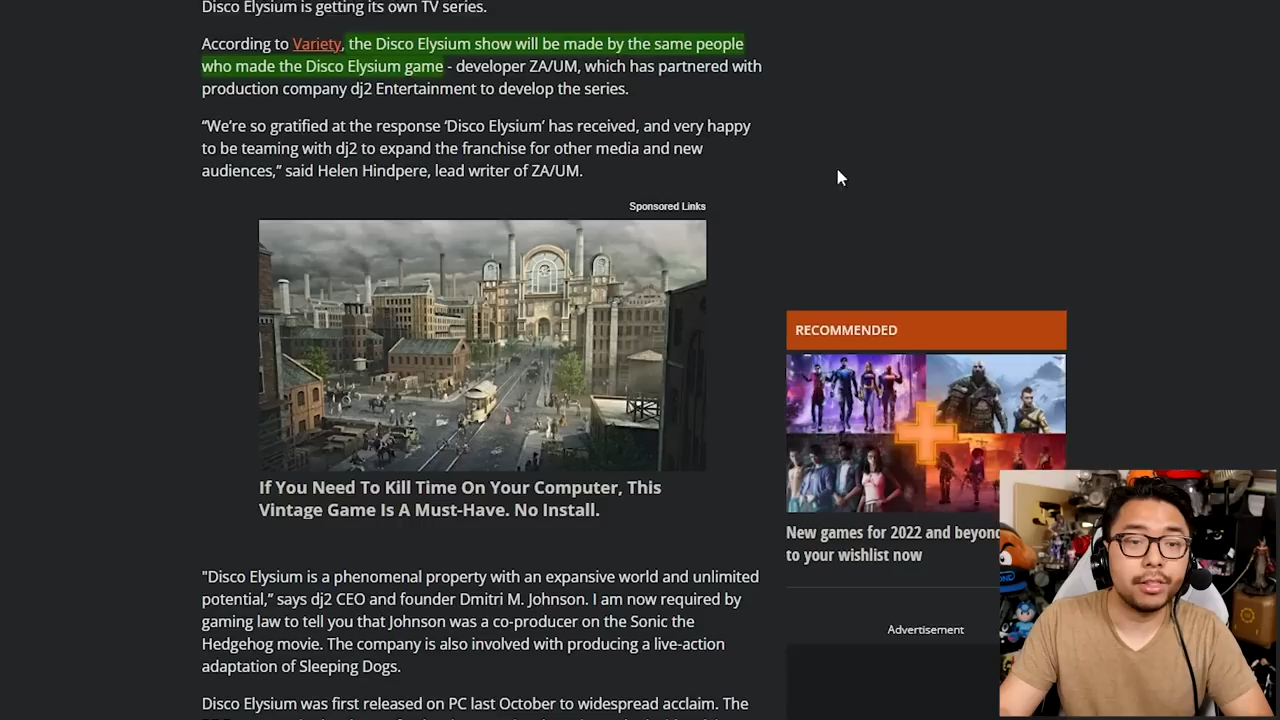 Disco Elysium is getting its own TV series.
According to Variety, the Disco Elysium show will be made by the same people
who made the Disco Elysium game - developer ZA/UM, which has partnered with
production company dj2 Entertainment to develop the series.
“We’re so gratified at the response ‘Disco Elysium’ has received, and very happy
to be teaming with dj2 to expand the franchise for other media and new
audiences,” said Helen Hindpere, lead writer of ZA/UM.
Sponsored Links
If You Need To Kill Time On Your Computer, This
Vintage Game Is A Must-Have. No Install.
"Disco Elysium is a phenomenal property with an expansive world and unlimited
potential,” says dj2 CEO and founder Dmitri M. Johnson. I am now required by
gaming law to tell you that Johnson was a co-producer on the Sonic the
Hedgehog movie. The company is also involved with producing a live-action
adaptation of Sleeping Dogs.
Disco Elysium was first released on PC last October to widespread acclaim. The
RECOMMENDED
New games for 2022 and beyond
to your wishlist now
Advertisement